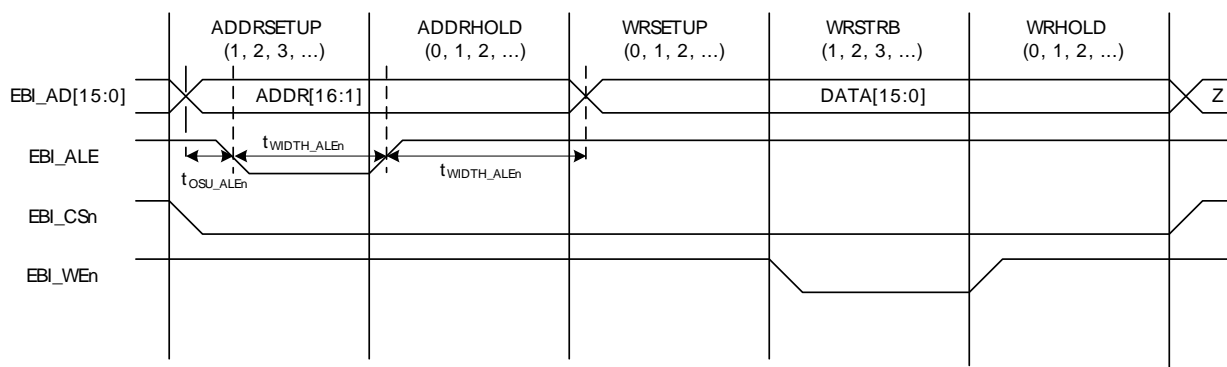 ADDRSETUP ADDRHOLD WRSETUP WRSTRB WRHOLD
(1, 2, 3, ...) (0, 1, 2, ...) (0, 1, 2, ...) (1, 2, 3, ...) (0, 1, 2, ...)
EBI_AD[15:0] ADDR[16:1] DATA[15:0] Z
EBI_ALE tWIDTH_ALEn
tOSU_ALEn tWIDTH_ALEn
EBI_CSn
EBI_WEn